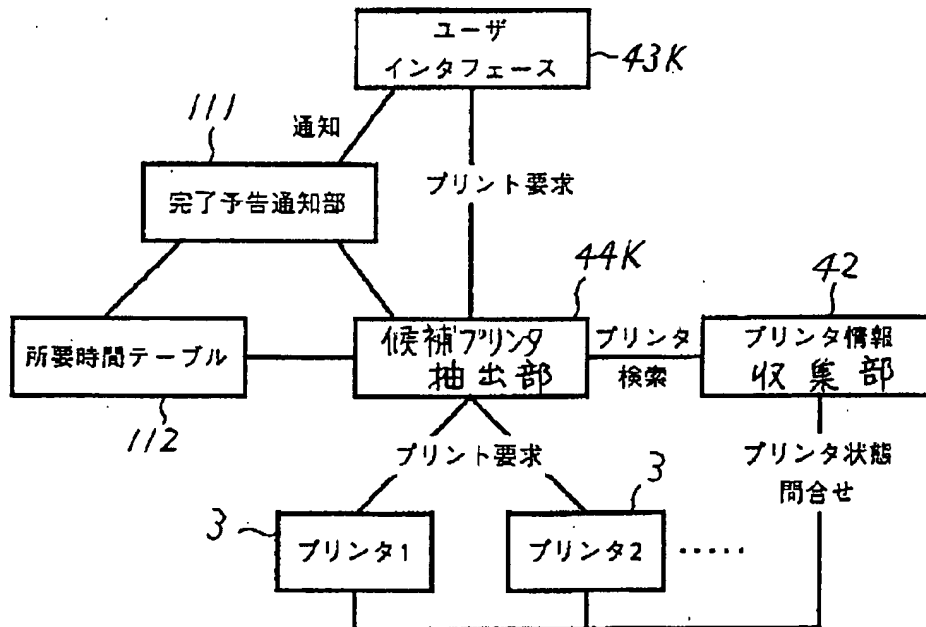 ユーザ
インタフェース
43K
111
通知
完了予告通知部
プリント要求
44K
42
所要時間テーブル
候補プリンタ
抽出部
プリンタ
検索
プリンタ情報
収集部
112
プリント要求
プリンタ状態
問合せ
3
3
プリンタ1
プリンタ2
・・・・・